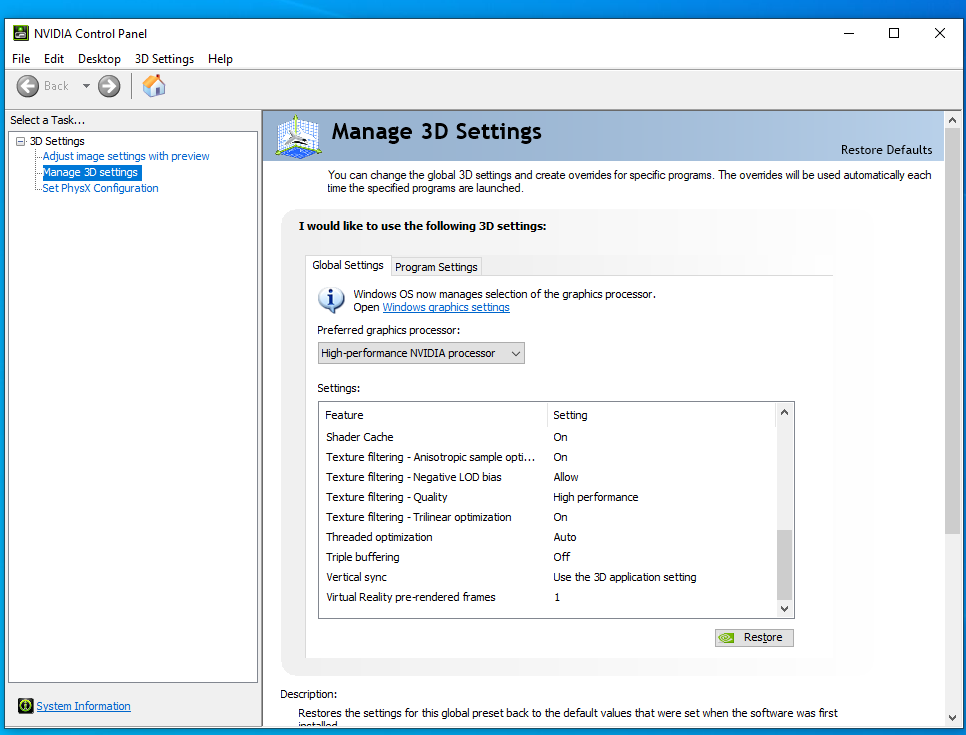 NVIDIA Control Panel
File Edit Desktop 3D Settings Help
Back
Select a Task...
3D Settings
Adjust image settings with preview
Manage 3D settings
Set PhysX Configuration
System Information
Manage 3D Settings
Restore Defaults
You can change the global 3D settings and create overrides for specific programs. The overrides will be used automatically each
time the specified programs are launched.
I would like to use the following 3D settings:
Global Settings Program Settings
Windows OS now manages selection of the graphics processor.
Open Windows graphics settings
Preferred graphics processor:
High-performance NVIDIA processor
Settings:
Feature Setting
Shader Cache On
Texture filtering - Anisotropic sample opti... On
Texture filtering - Negative LOD bias Allow
Texture filtering - Quality High performance
Texture filtering - Trilinear optimization On
Threaded optimization Auto
Triple buffering Off
Vertical sync Use the 3D application setting
Virtual Reality pre-rendered frames 1
Restore
Description:
Restores the settings for this global preset back to the default values that were set when the software was first
installed.